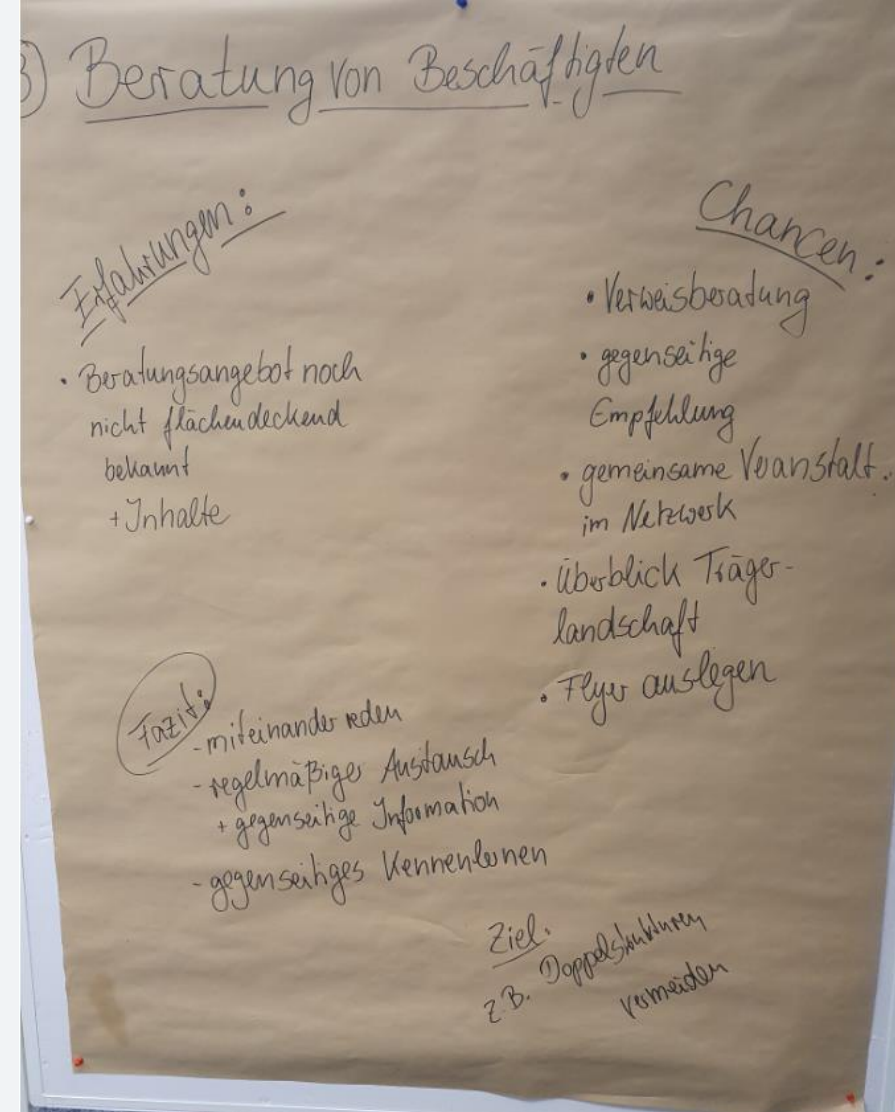 3) Beratung von Beschäftigten
Erfahrungen:
• Beratungsangebot noch
nicht flächendeckend
bekannt
+ Inhalte
Chancen:
• Verweisberatung
• gegenseitige
Empfehlung
• gemeinsame Veranstalt.
im Netzwerk
• Überblick Träger-
landschaft
• Flyer auslegen
Fazit:
- miteinander reden
- regelmäßiger Austausch
+ gegenseitige Information
- gegenseitiges Kennenlernen
Ziel:
z.B. Doppelstrukturen
vermeiden